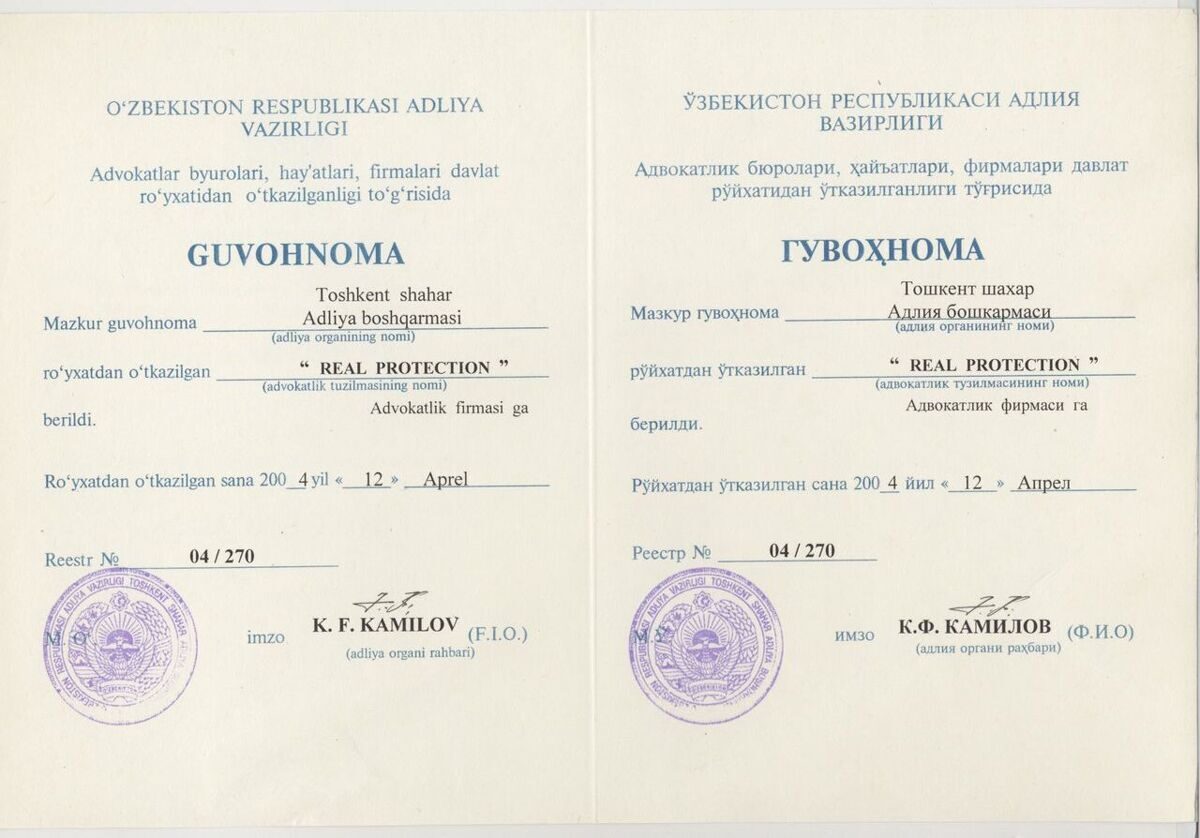 O‘ZBEKISTON RESPUBLIKASI ADLIYA
VAZIRLIGI
Advokatlar byurolari, hay'atlari, firmalari davlat
ro‘yxatidan o‘tkazilganligi to‘g‘risida
GUVOHNOMA
Toshkent shahar
Mazkur guvohnoma Adliya boshqarmasi
(adliya organining nomi)
ro‘yxatdan o‘tkazilgan “ REAL PROTECTION ”
(advokatlik tuzilmasining nomi)
Advokatlik firmasi ga
berildi.
Ro‘yxatdan o‘tkazilgan sana 200 4 yil « 12 » Aprel
Reestr № 04 / 270
M.O‘.
imzo K. F. KAMILOV (F.I.O.)
(adliya organi rahbari)
ЎЗБЕКИСТОН РЕСПУБЛИКАСИ АДЛИЯ
ВАЗИРЛИГИ
Адвокатлик бюролари, ҳайъатлари, фирмалари давлат
рўйхатидан ўтказилганлиги тўғрисида
ГУВОҲНОМА
Тошкент шахар
Мазкур гувоҳнома Адлия бошкармаси
(адлия органининг номи)
рўйхатдан ўтказилган “ REAL PROTECTION ”
(адвокатлик тузилмасининг номи)
Адвокатлик фирмаси га
берилди.
Рўйхатдан ўтказилган сана 200 4 йил « 12 » Апрел
Реестр № 04 / 270
М.Ў.
имзо К.Ф. КАМИЛОВ (Ф.И.О)
(адлия органи раҳбари)